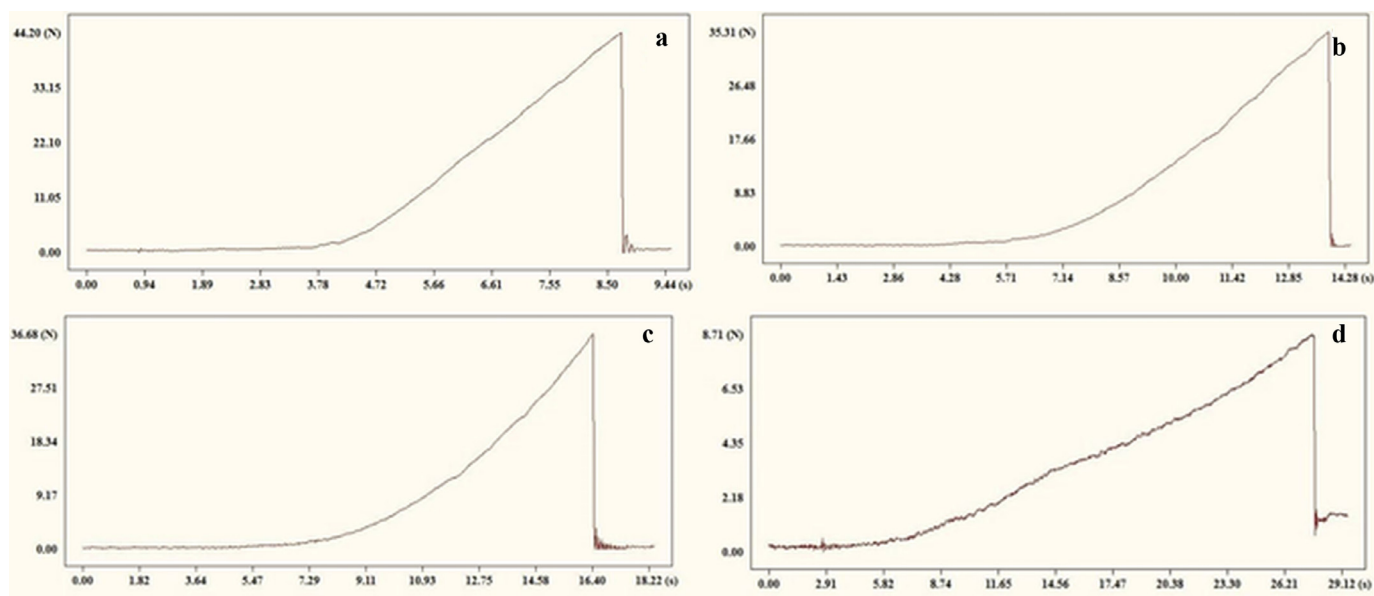 44.20 (N)
a
33.15
22.10
11.05
0.00
0.00 0.94 1.89 2.83 3.78 4.72 5.66 6.61 7.55 8.50 9.44 (s)
35.31 (N)
b
26.48
17.66
8.83
0.00
0.00 1.43 2.86 4.28 5.71 7.14 8.57 10.00 11.42 12.85 14.28 (s)
36.68 (N)
c
27.51
18.34
9.17
0.00
0.00 1.82 3.64 5.47 7.29 9.11 10.93 12.75 14.58 16.40 18.22 (s)
8.71 (N)
d
6.53
4.35
2.18
0.00
0.00 2.91 5.82 8.74 11.65 14.56 17.47 20.38 23.30 26.21 29.12 (s)